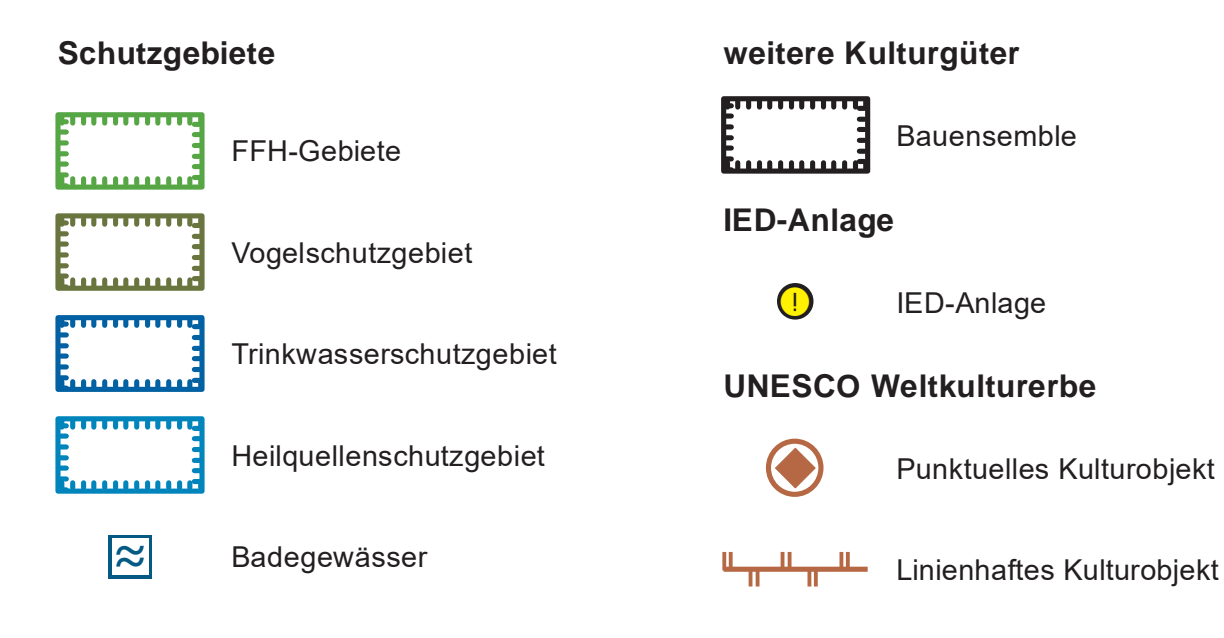 Schutzgebiete
FFH-Gebiete
Vogelschutzgebiet
Trinkwasserschutzgebiet
Heilquellenschutzgebiet
Badegewässer
weitere Kulturgüter
Bauensemble
IED-Anlage
!
IED-Anlage
UNESCO Weltkulturerbe
Punktuelles Kulturobjekt
Linienhaftes Kulturobjekt